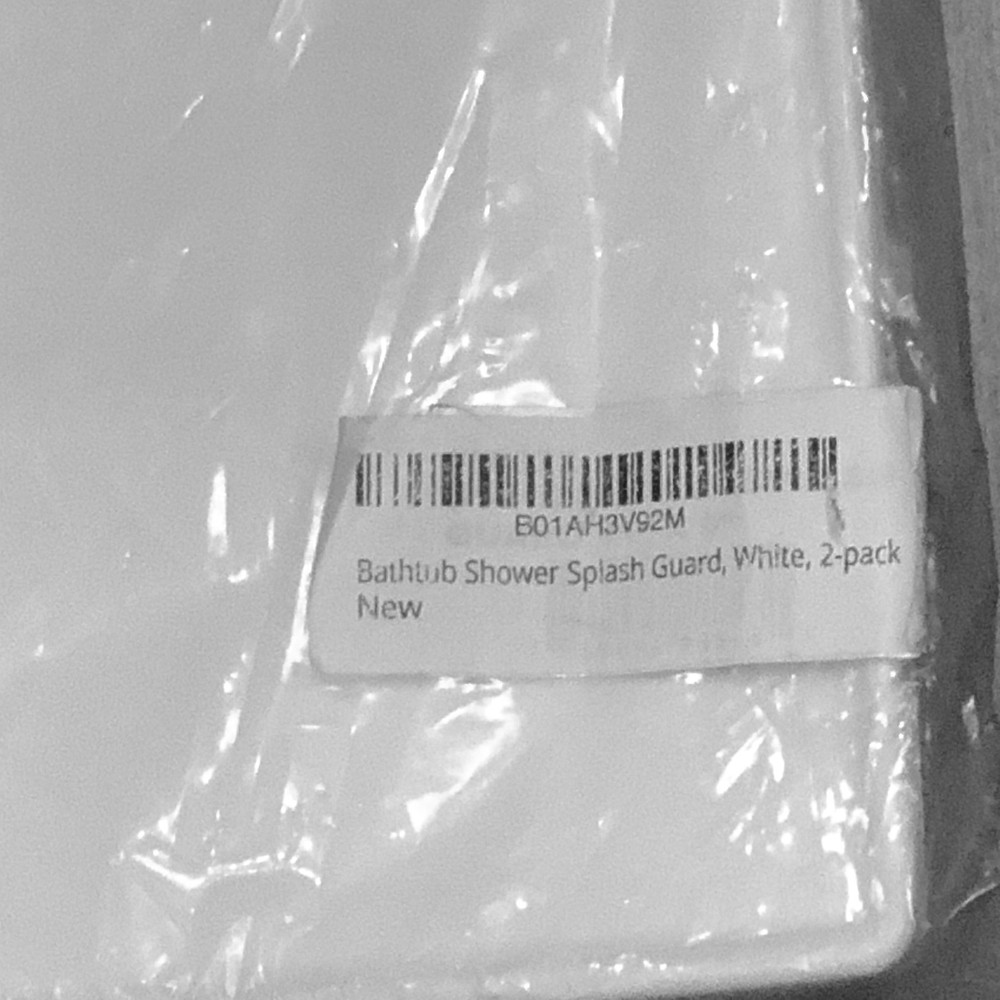 B01AH3V92M
Bathtub Shower Splash Guard, White, 2-pack
New